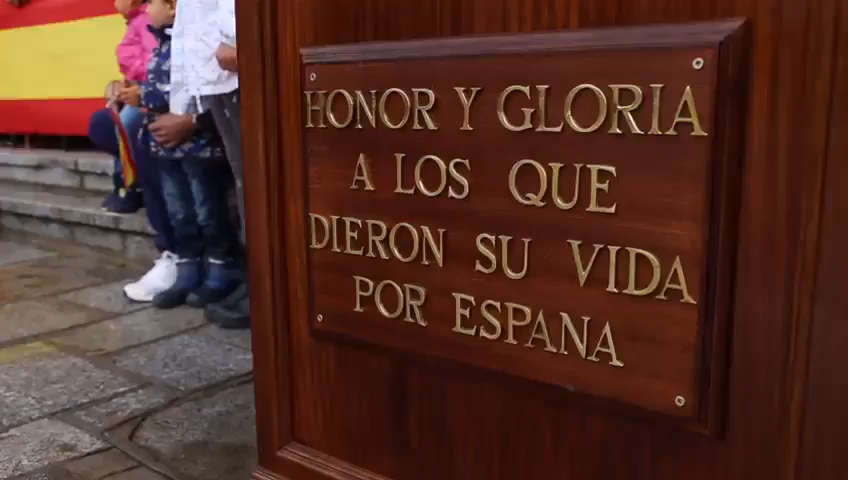 HONOR Y GLORIA
A LOS QUE
DIERON SU VIDA
POR ESPANA